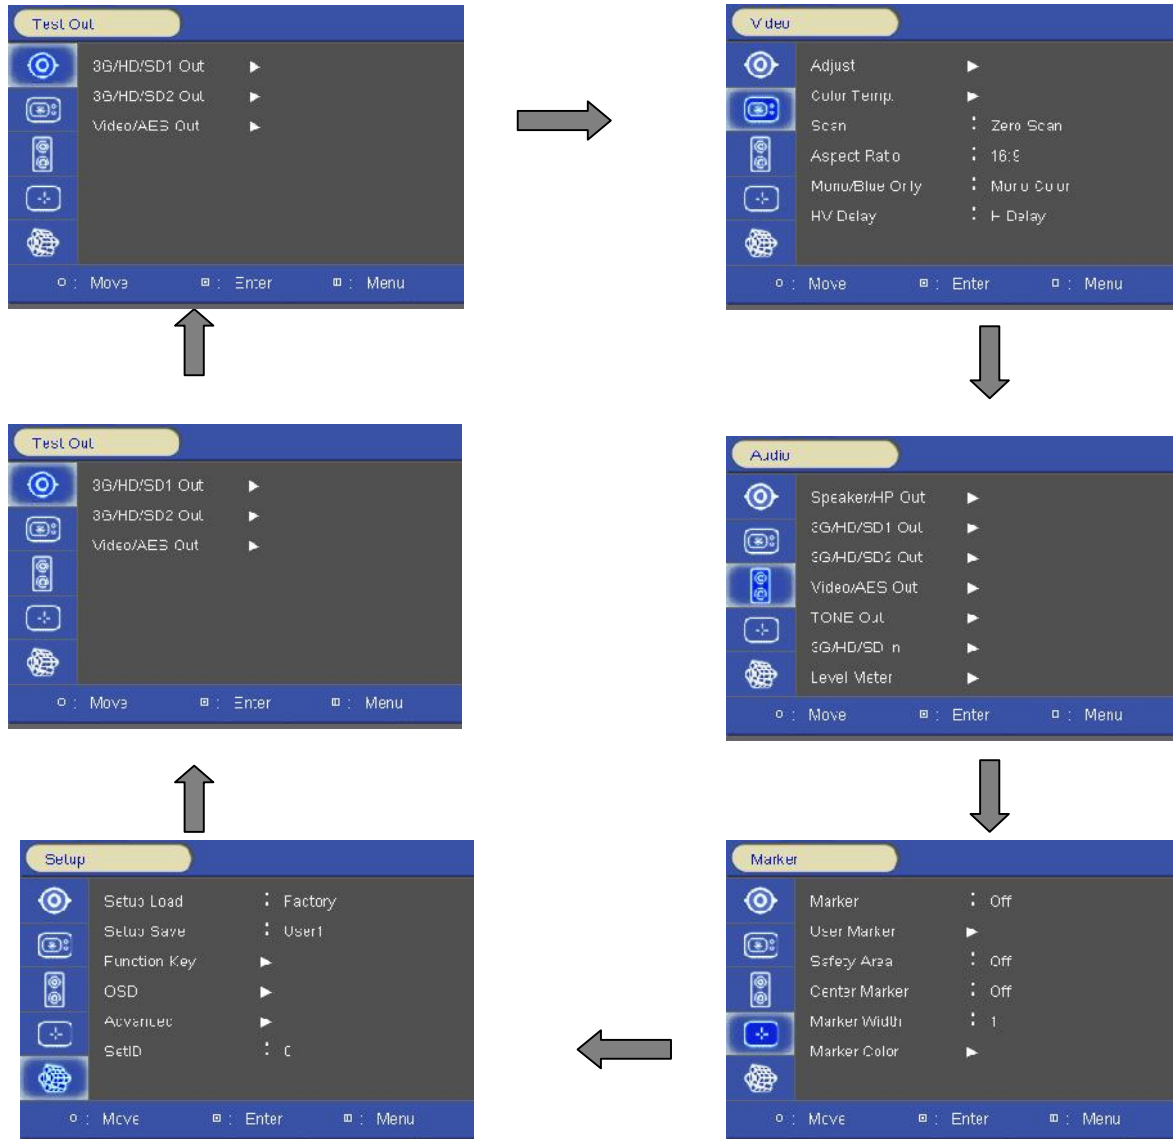 Test Out
3G/HD/SD1 Out ▶
3G/HD/SD2 Out ▶
Video/AES Out ▶
Move Enter Menu
Video
Adjust ▶
Color Temp. ▶
Scan : Zero Scan
Aspect Ratio : 16:9
Mono/Blue Only : Mono Color
HV Delay : H Delay
Move Enter Menu
Test Out
3G/HD/SD1 Out ▶
3G/HD/SD2 Out ▶
Video/AES Out ▶
Move Enter Menu
Audio
Speaker/HP Out ▶
3G/HD/SD1 Out ▶
3G/HD/SD2 Out ▶
Video/AES Out ▶
TONE Out ▶
3G/HD/SD In ▶
Level Meter ▶
Move Enter Menu
Setup
Setup Load : Factory
Setup Save : User1
Function Key ▶
OSD ▶
Advanced ▶
SetID : 0
Move Enter Menu
Marker
Marker : Off
User Marker ▶
Safety Area : Off
Center Marker : Off
Marker Width : 1
Marker Color ▶
Move Enter Menu